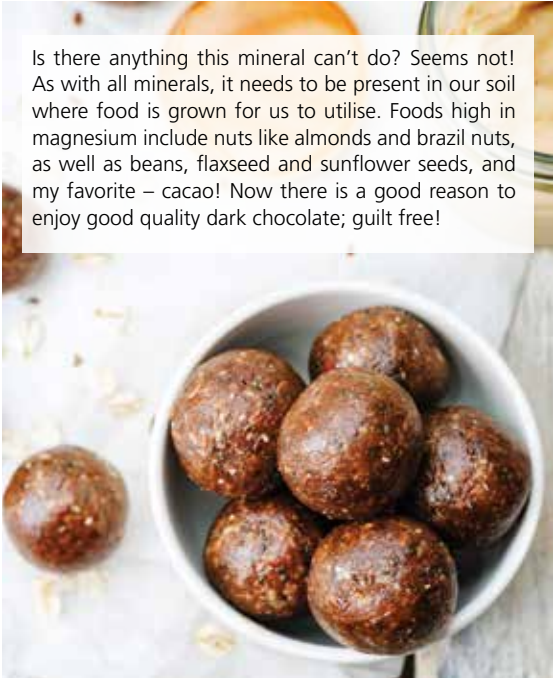 Is there anything this mineral can’t do? Seems not!
As with all minerals, it needs to be present in our soil
where food is grown for us to utilise. Foods high in
magnesium include nuts like almonds and brazil nuts,
as well as beans, flaxseed and sunflower seeds, and
my favorite – cacao! Now there is a good reason to
enjoy good quality dark chocolate; guilt free!